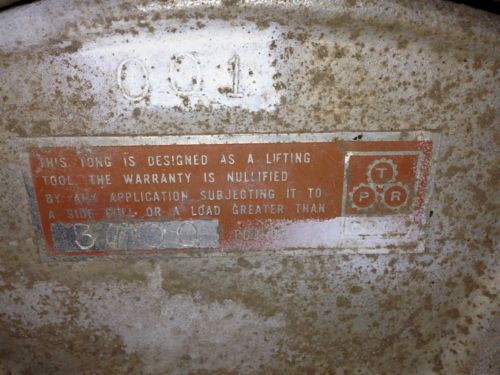 001
THIS TONG IS DESIGNED AS A LIFTING
TOOL. THE WARRANTY IS NULLIFIED
BY ANY APPLICATION SUBJECTING IT TO
A SIDE PULL OR A LOAD GREATER THAN
T
P R